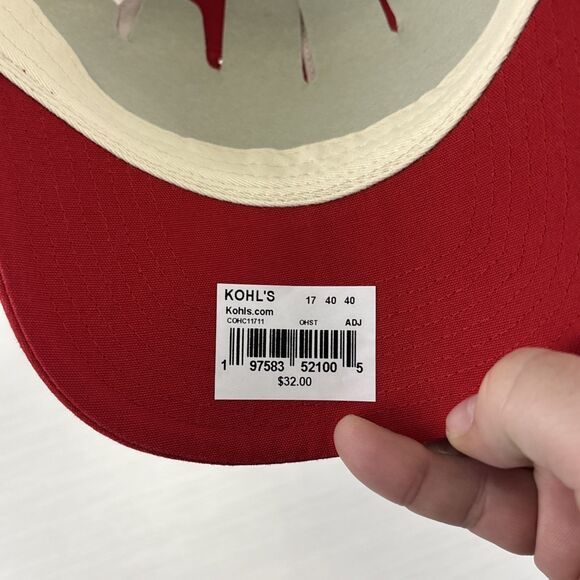 KOHL'S 17 40 40
Kohls.com
COHC11711 OHST ADJ
1 97583 52100 5
$32.00